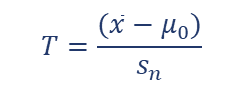 T = (ẋ − μ₀) / sₙ